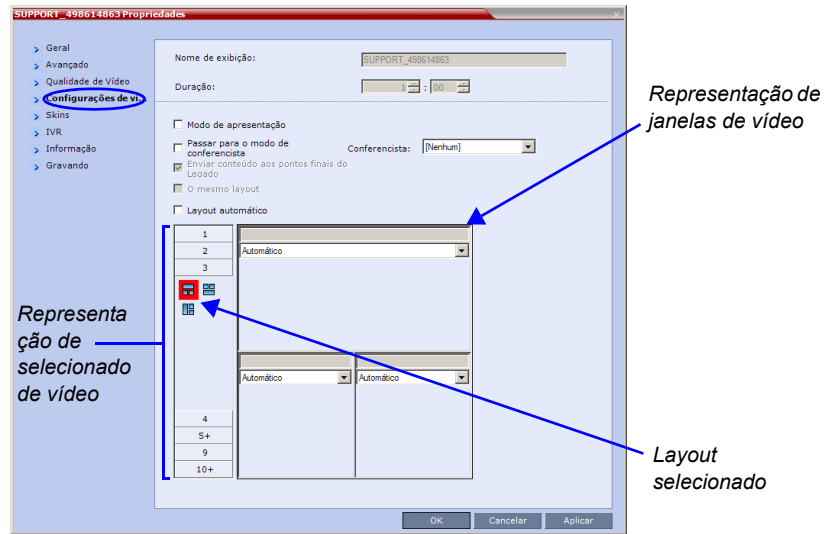 SUPPORT_498614863 Propriedades
Geral
Avançado
Qualidade de Vídeo
Configurações de vi...
Skins
IVR
Informação
Gravando
Nome de exibição:
SUPPORT_498614863
Duração:
1 : 00
Modo de apresentação
Passar para o modo de
conferencista
Conferencista:
[Nenhum]
Enviar conteúdo aos pontos finais do
Legado
O mesmo layout
Layout automático
1
2
3
Automático
Automático
Automático
4
5+
9
10+
OK
Cancelar
Aplicar
Representação de
janelas de vídeo
Representa
ção de
selecionado
de vídeo
Layout
selecionado